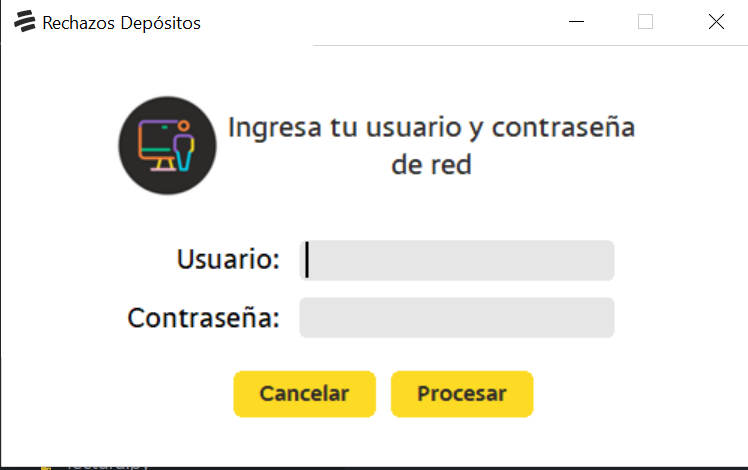 Rechazos Depósitos
Ingresa tu usuario y contraseña
de red
Usuario:
Contraseña:
Cancelar
Procesar